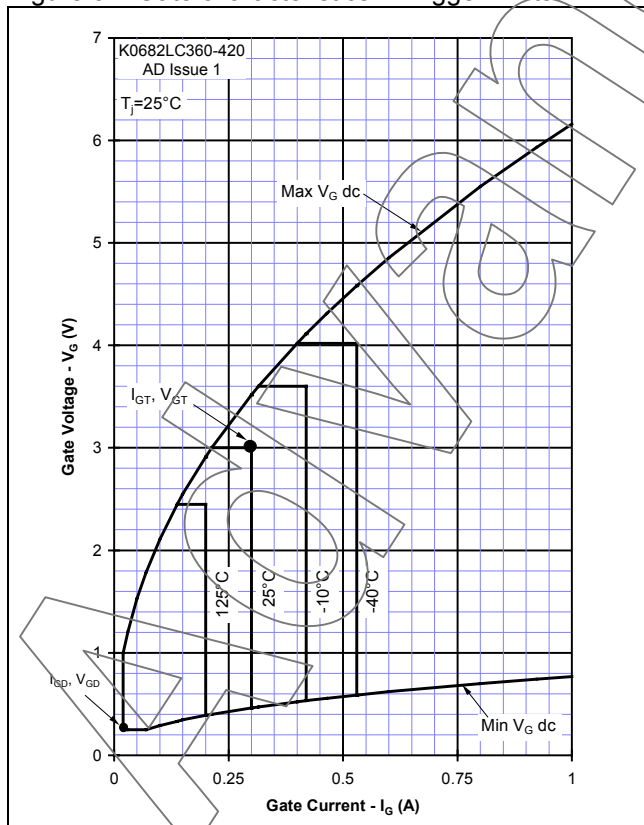 K0682LC360-420
AD Issue 1
Tj=25°C
Max VG dc
IGT, VGT
125°C
25°C
-10°C
-40°C
IGD, VGD
Min VG dc
Gate Voltage - VG (V)
7
6
5
4
3
2
1
0
0
0.25
0.5
0.75
1
Gate Current - IG (A)